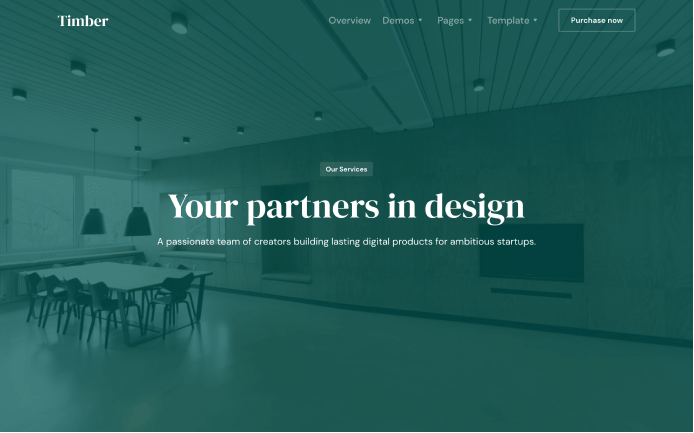 Timber
Overview Demos Pages Template Purchase now
Our Services
Your partners in design
A passionate team of creators building lasting digital products for ambitious startups.